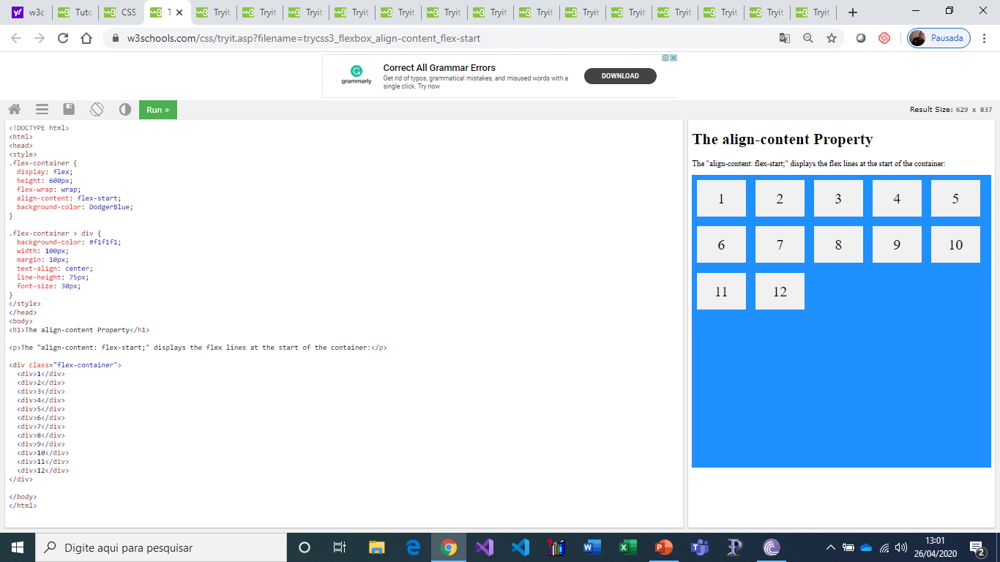 w3c
Tutc
CSS
T
Tryit
Tryit
Tryit
Tryit
Tryit
Tryit
Tryit
Tryit
Tryit
Tryit
Tryit
Tryit
Tryit
Tryit
w3schools.com/css/tryit.asp?filename=trycss3_flexbox_align-content_flex-start
Pausada
grammarly
Correct All Grammar Errors
Get rid of typos, grammatical mistakes, and misused words with a
single click. Try now
DOWNLOAD
Run »
Result Size: 629 x 837
<!DOCTYPE html>
<html>
<head>
<style>
.flex-container {
  display: flex;
  height: 600px;
  flex-wrap: wrap;
  align-content: flex-start;
  background-color: DodgerBlue;
}

.flex-container > div {
  background-color: #f1f1f1;
  width: 100px;
  margin: 10px;
  text-align: center;
  line-height: 75px;
  font-size: 30px;
}
</style>
</head>
<body>
<h1>The align-content Property</h1>

<p>The "align-content: flex-start;" displays the flex lines at the start of the container:</p>

<div class="flex-container">
  <div>1</div>
  <div>2</div>
  <div>3</div>
  <div>4</div>
  <div>5</div>
  <div>6</div>
  <div>7</div>
  <div>8</div>
  <div>9</div>
  <div>10</div>
  <div>11</div>
  <div>12</div>
</div>

</body>
</html>
The align-content Property
The "align-content: flex-start;" displays the flex lines at the start of the container:
1 2 3 4 5
6 7 8 9 10
11 12
Digite aqui para pesquisar
13:01
26/04/2020
2